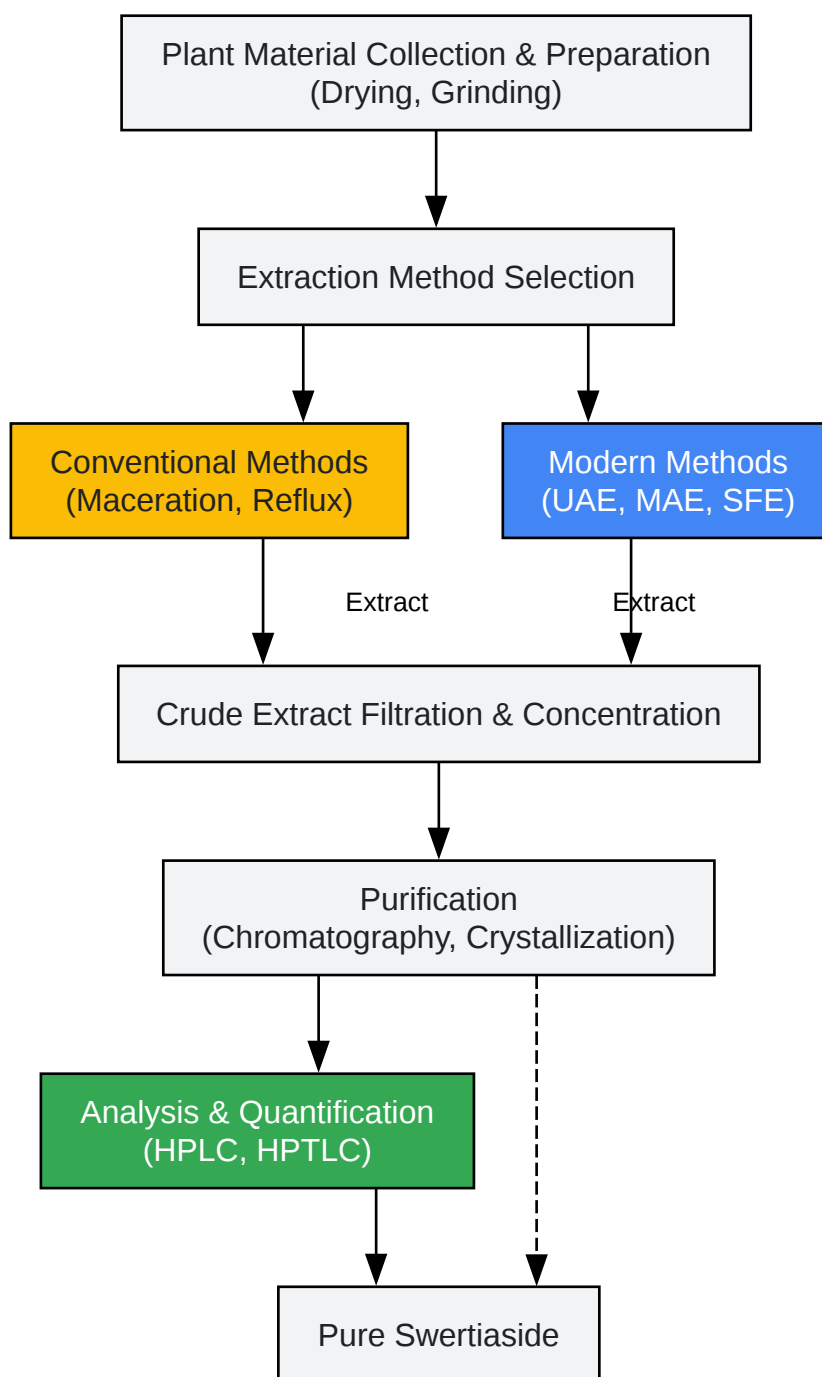 Plant Material Collection & Preparation
(Drying, Grinding)
Extraction Method Selection
Conventional Methods
(Maceration, Reflux)
Modern Methods
(UAE, MAE, SFE)
Extract
Extract
Crude Extract Filtration & Concentration
Purification
(Chromatography, Crystallization)
Analysis & Quantification
(HPLC, HPTLC)
Pure Swertiaside